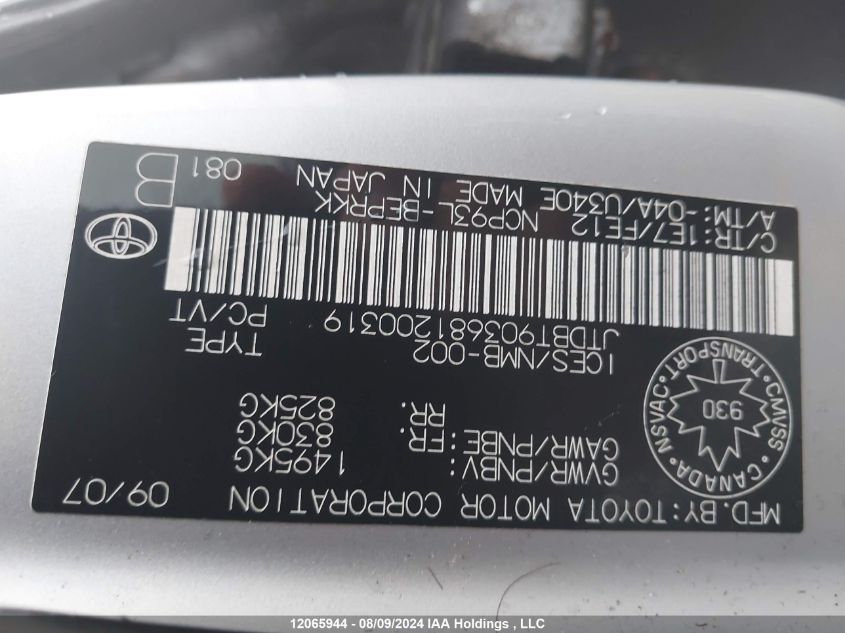 MFD.BY:TOYOTA MOTOR CORPORATION 09/07
GVWR/PNBV: 1495KG
GAWR/PNBE:FR: 830KG
RR: 825KG
ICES/NMB-002 TYPE
JTDBT903681200319 PC/VT
C/TR:1E7/FE12 NCP93L-BEPRKK
A/TM:-04A/U340E MADE IN JAPAN
B 081
CMVSS • TRANSPORT • NSVAC • CANADA •
930
12065944 - 08/09/2024 IAA Holdings , LLC